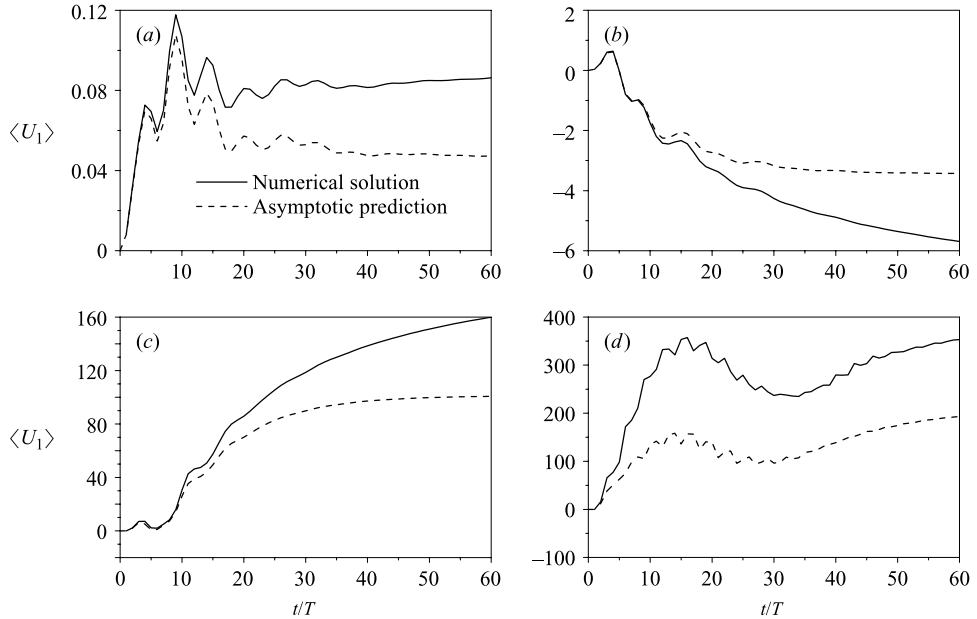 0.12
(a)
0.08
⟨U1⟩
0.04
Numerical solution
Asymptotic prediction
0
0 10 20 30 40 50 60
2
(b)
0
−2
−4
−6
0 10 20 30 40 50 60
160
(c)
120
⟨U1⟩
80
40
0
0 10 20 30 40 50 60
t/T
400
(d)
300
200
100
0
−100
0 10 20 30 40 50 60
t/T